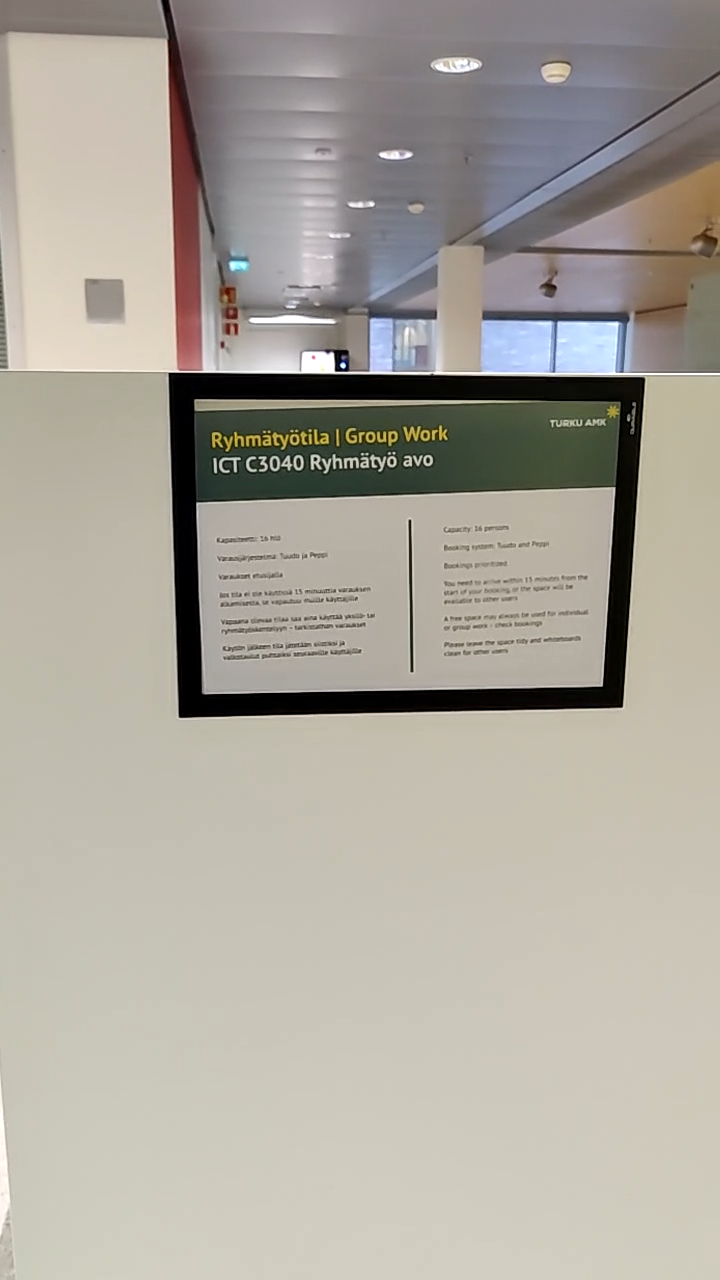 Ryhmätyötila | Group Work
ICT C3040 Ryhmätyö avo
TURKU AMK
DURABLE
Kapasiteetti: 16 hlö
Varausjärjestelmä: Tuudo ja Peppi
Varaukset etusijalla
Jos tila ei ole käytössä 15 minuuttia varauksen
alkamisesta, se vapautuu muille käyttäjille
Vapaana olevaa tilaa saa aina käyttää yksilö- tai
ryhmätyöskentelyyn – tarkistathan varaukset
Käytön jälkeen tila jätetään siistiksi ja
valkotaulut puhtaiksi seuraaville käyttäjille
Capacity: 16 persons
Booking system: Tuudo and Peppi
Bookings prioritized
You need to arrive within 15 minutes from the
start of your booking, or the space will be
available to other users
A free space may always be used for individual
or group work – check bookings
Please leave the space tidy and whiteboards
clean for other users